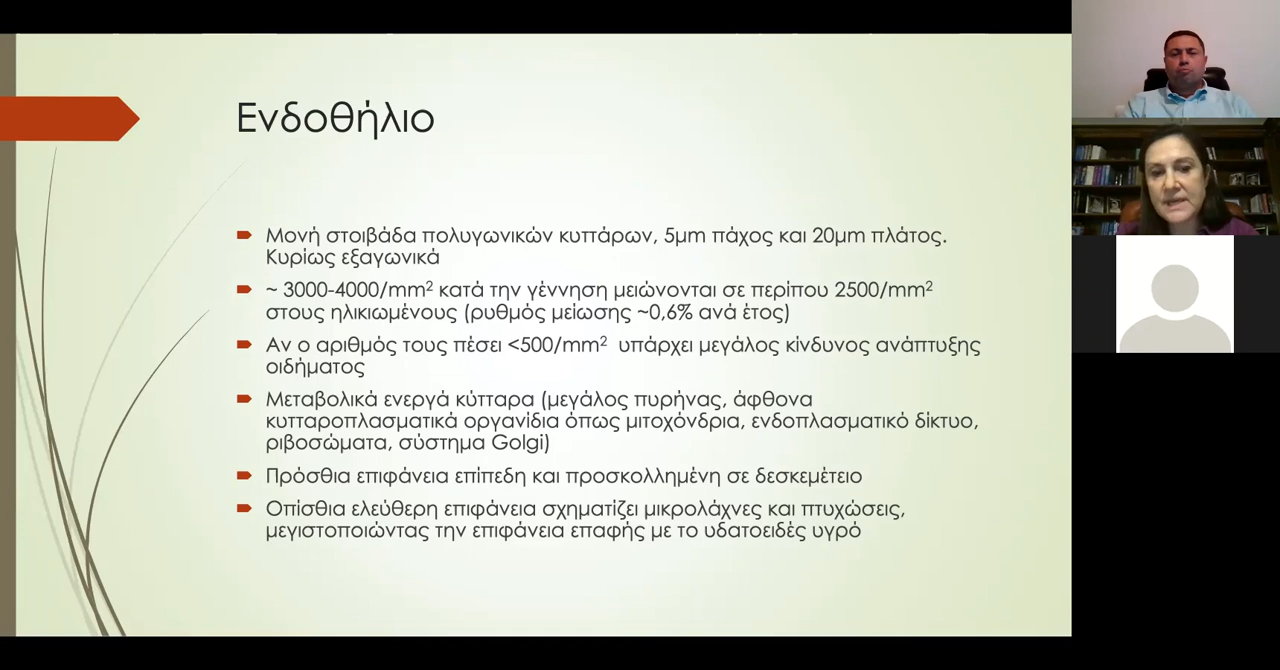 Ενδοθήλιο
Μονή στοιβάδα πολυγωνικών κυττάρων, 5μm πάχος και 20μm πλάτος.
Κυρίως εξαγωνικά
~ 3000-4000/mm² κατά την γέννηση μειώνονται σε περίπου 2500/mm²
στους ηλικιωμένους (ρυθμός μείωσης ~0,6% ανά έτος)
Αν ο αριθμός τους πέσει <500/mm² υπάρχει μεγάλος κίνδυνος ανάπτυξης
οιδήματος
Μεταβολικά ενεργά κύτταρα (μεγάλος πυρήνας, άφθονα
κυτταροπλασματικά οργανίδια όπως μιτοχόνδρια, ενδοπλασματικό δίκτυο,
ριβοσώματα, σύστημα Golgi)
Πρόσθια επιφάνεια επίπεδη και προσκολλημένη σε δεσκεμέτειο
Οπίσθια ελεύθερη επιφάνεια σχηματίζει μικρολάχνες και πτυχώσεις,
μεγιστοποιώντας την επιφάνεια επαφής με το υδατοειδές υγρό